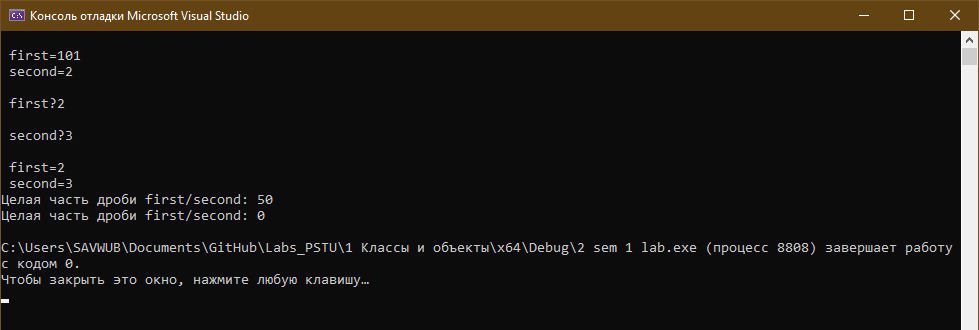 Консоль отладки Microsoft Visual Studio
first=101
second=2
first?2
second?3
first=2
second=3
Целая часть дроби first/second: 50
Целая часть дроби first/second: 0
C:\Users\SAVWUB\Documents\GitHub\Labs_PSTU\1 Классы и объекты\x64\Debug\2 sem 1 lab.exe (процесс 8808) завершает работу
с кодом 0.
Чтобы закрыть это окно, нажмите любую клавишу…